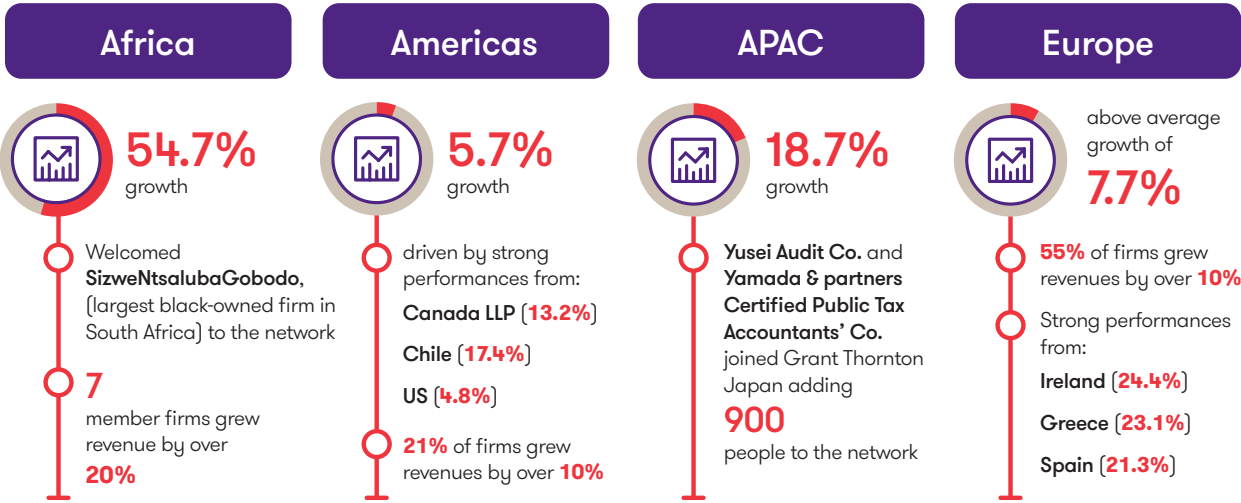 Africa
54.7%
growth
Welcomed
SizweNtsalubaGobodo,
(largest black-owned firm in
South Africa) to the network
7
member firms grew
revenue by over
20%
Americas
5.7%
growth
driven by strong
performances from:
Canada LLP (13.2%)
Chile (17.4%)
US (4.8%)
21% of firms grew
revenues by over 10%
APAC
18.7%
growth
Yusei Audit Co. and
Yamada & partners
Certified Public Tax
Accountants’ Co.
joined Grant Thornton
Japan adding
900
people to the network
Europe
above average
growth of
7.7%
55% of firms grew
revenues by over 10%
Strong performances
from:
Ireland (24.4%)
Greece (23.1%)
Spain (21.3%)